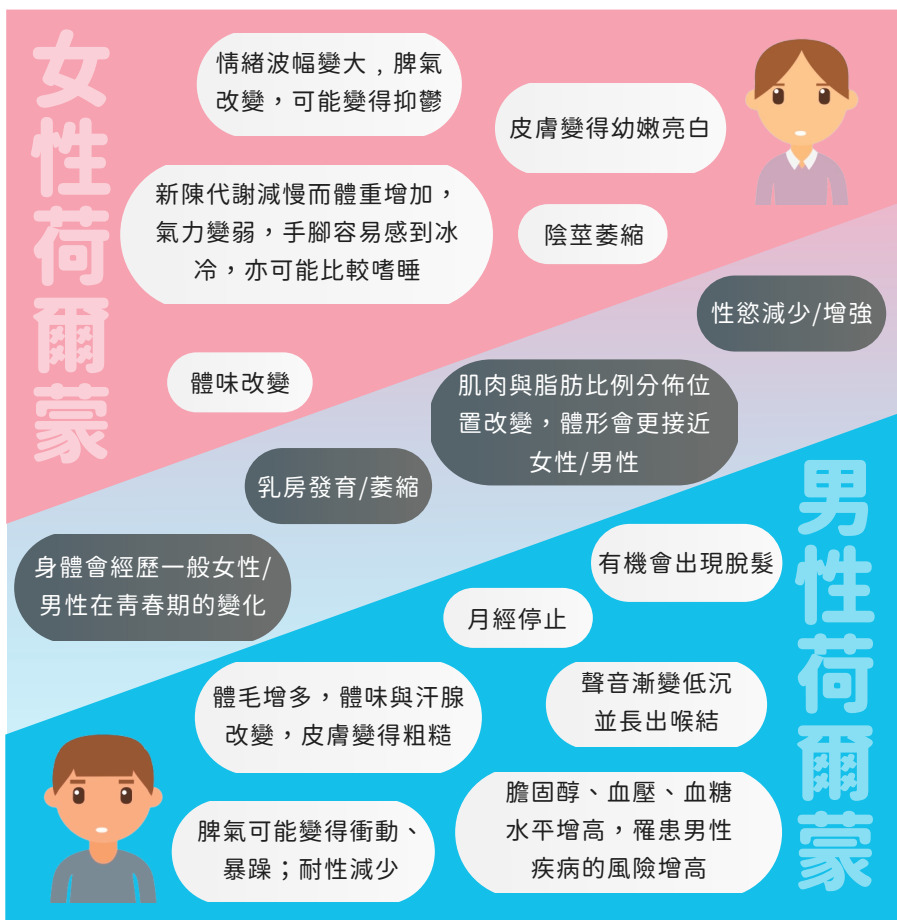 女性荷爾蒙
情緒波幅變大，脾氣
改變，可能變得抑鬱
皮膚變得幼嫩亮白
新陳代謝減慢而體重增加，
氣力變弱，手腳容易感到冰
冷，亦可能比較嗜睡
陰莖萎縮
體味改變
性慾減少/增強
肌肉與脂肪比例分佈位
置改變，體形會更接近
女性/男性
乳房發育/萎縮
身體會經歷一般女性/
男性在青春期的變化
男性荷爾蒙
有機會出現脫髮
月經停止
體毛增多，體味與汗腺
改變，皮膚變得粗糙
聲音漸變低沉
並長出喉結
脾氣可能變得衝動、
暴躁；耐性減少
膽固醇、血壓、血糖
水平增高，罹患男性
疾病的風險增高